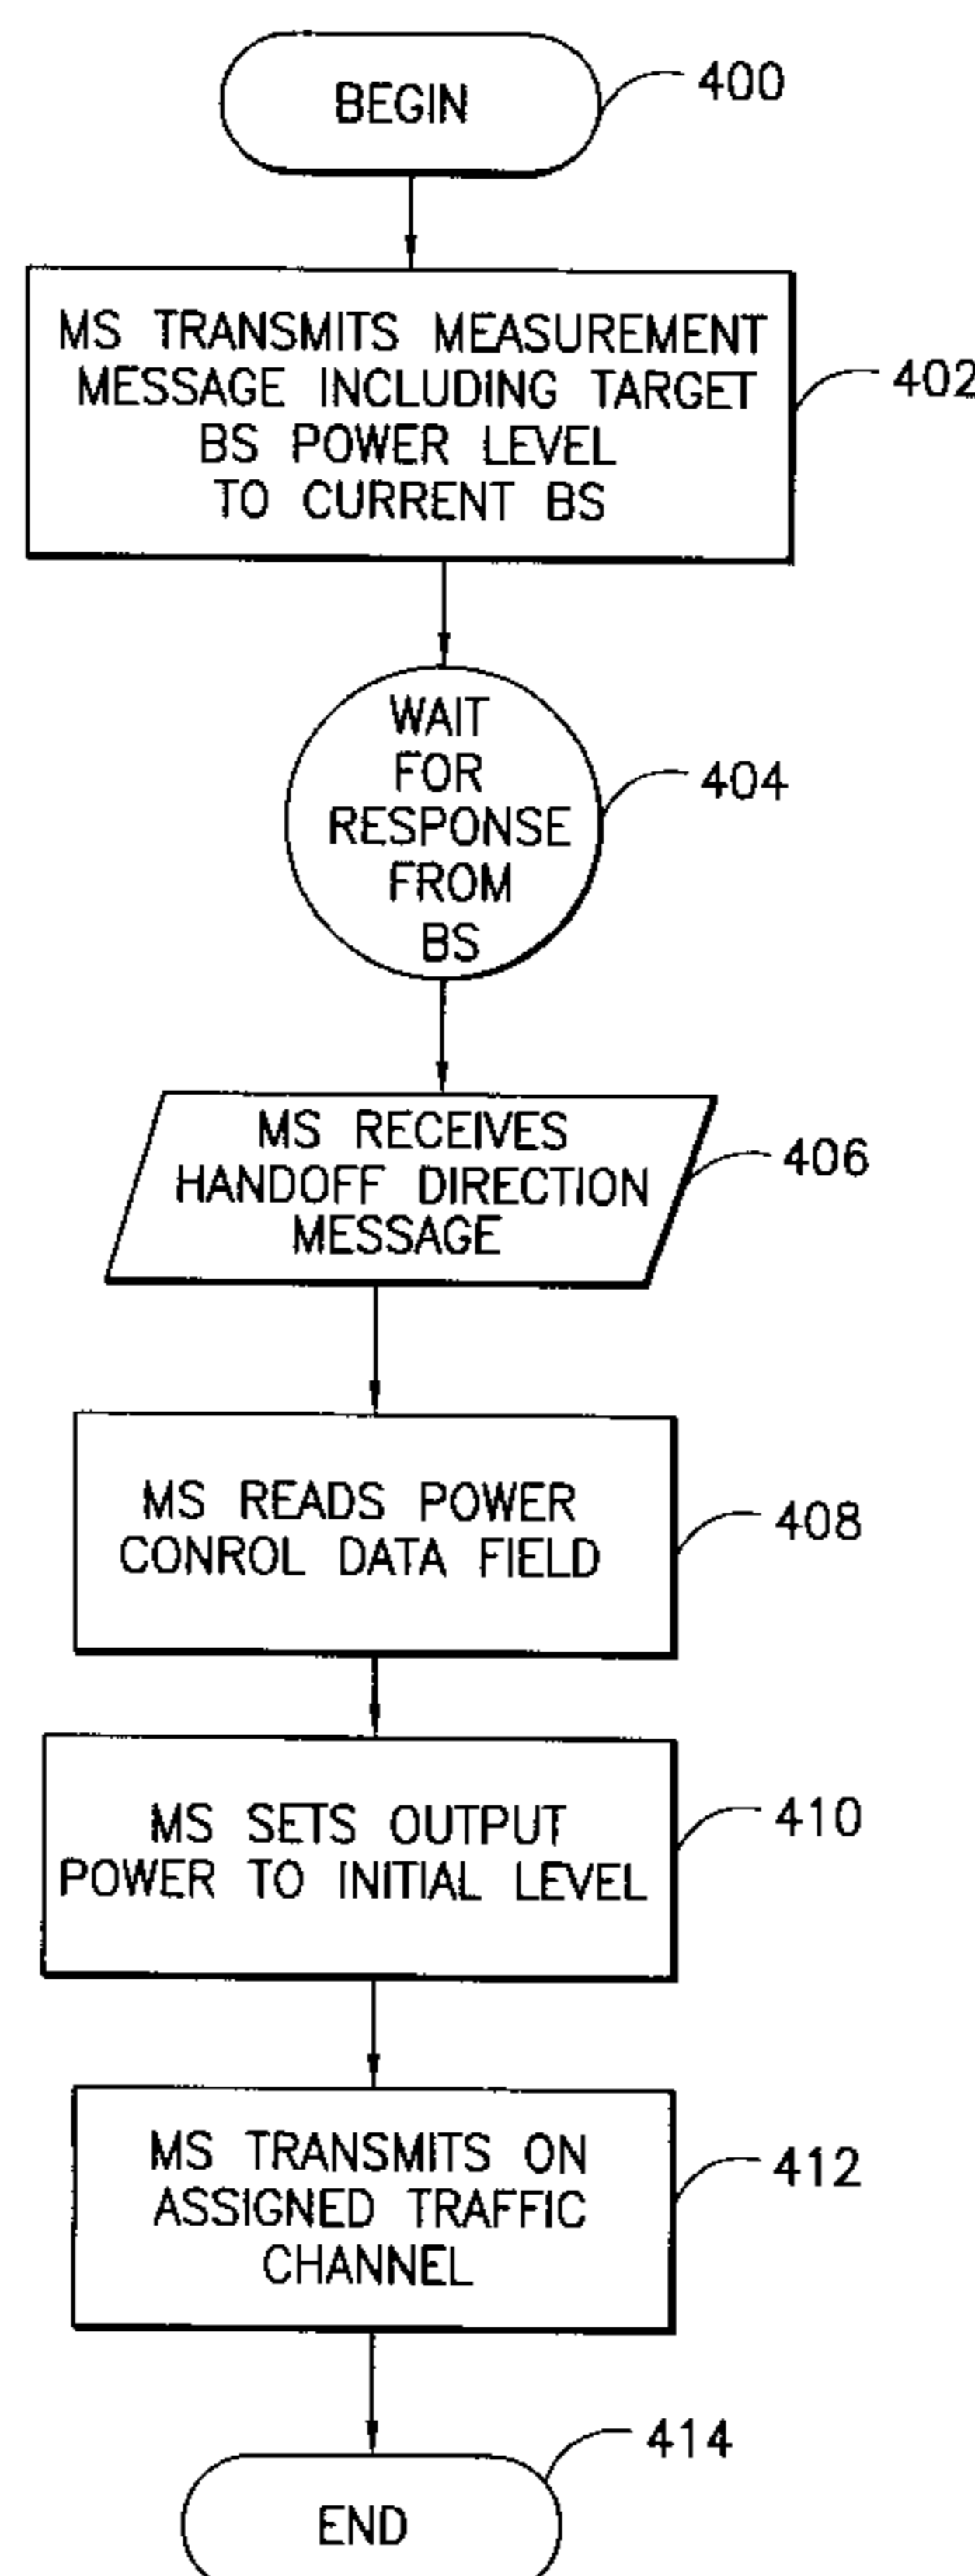 BEGIN
400
MS TRANSMITS MEASUREMENT
MESSAGE INCLUDING TARGET
BS POWER LEVEL
TO CURRENT BS
402
WAIT
FOR
RESPONSE
FROM
BS
404
MS RECEIVES
HANDOFF DIRECTION
MESSAGE
406
MS READS POWER
CONROL DATA FIELD
408
MS SETS OUTPUT
POWER TO INITIAL LEVEL
410
MS TRANSMITS ON
ASSIGNED TRAFFIC
CHANNEL
412
END
414